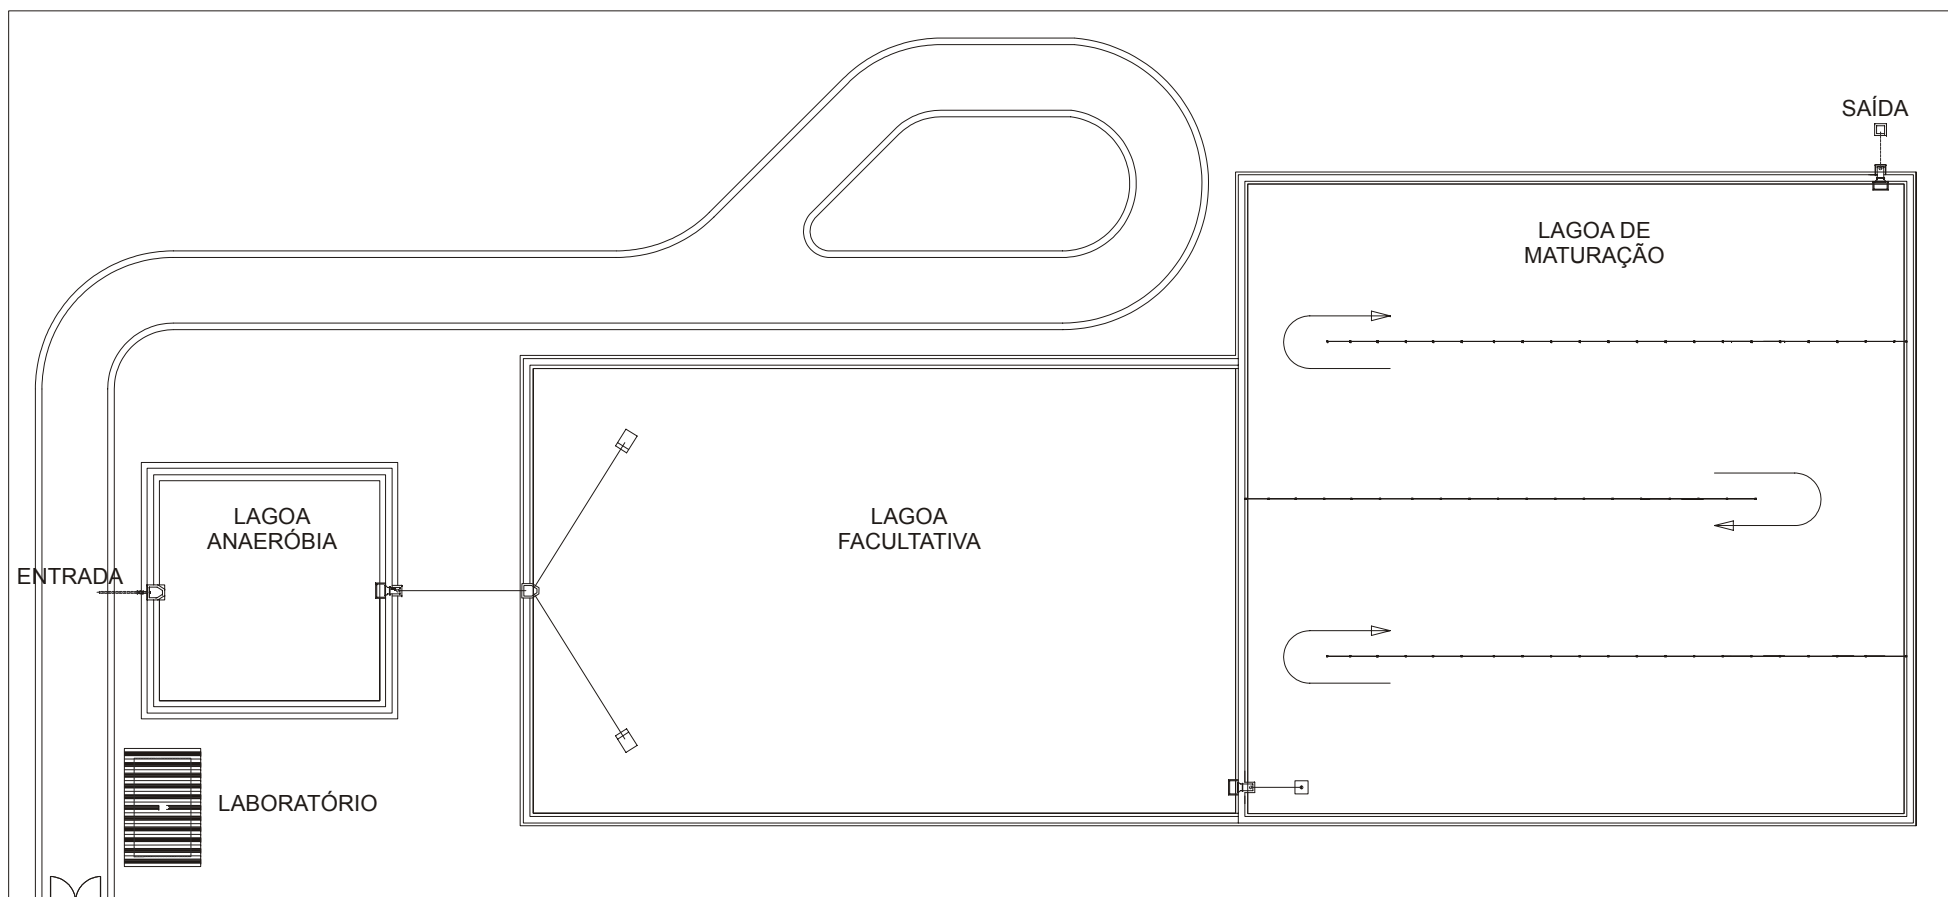 SAÍDA
LAGOA DE
MATURAÇÃO
LAGOA
ANAERÓBIA
LAGOA
FACULTATIVA
ENTRADA
LABORATÓRIO